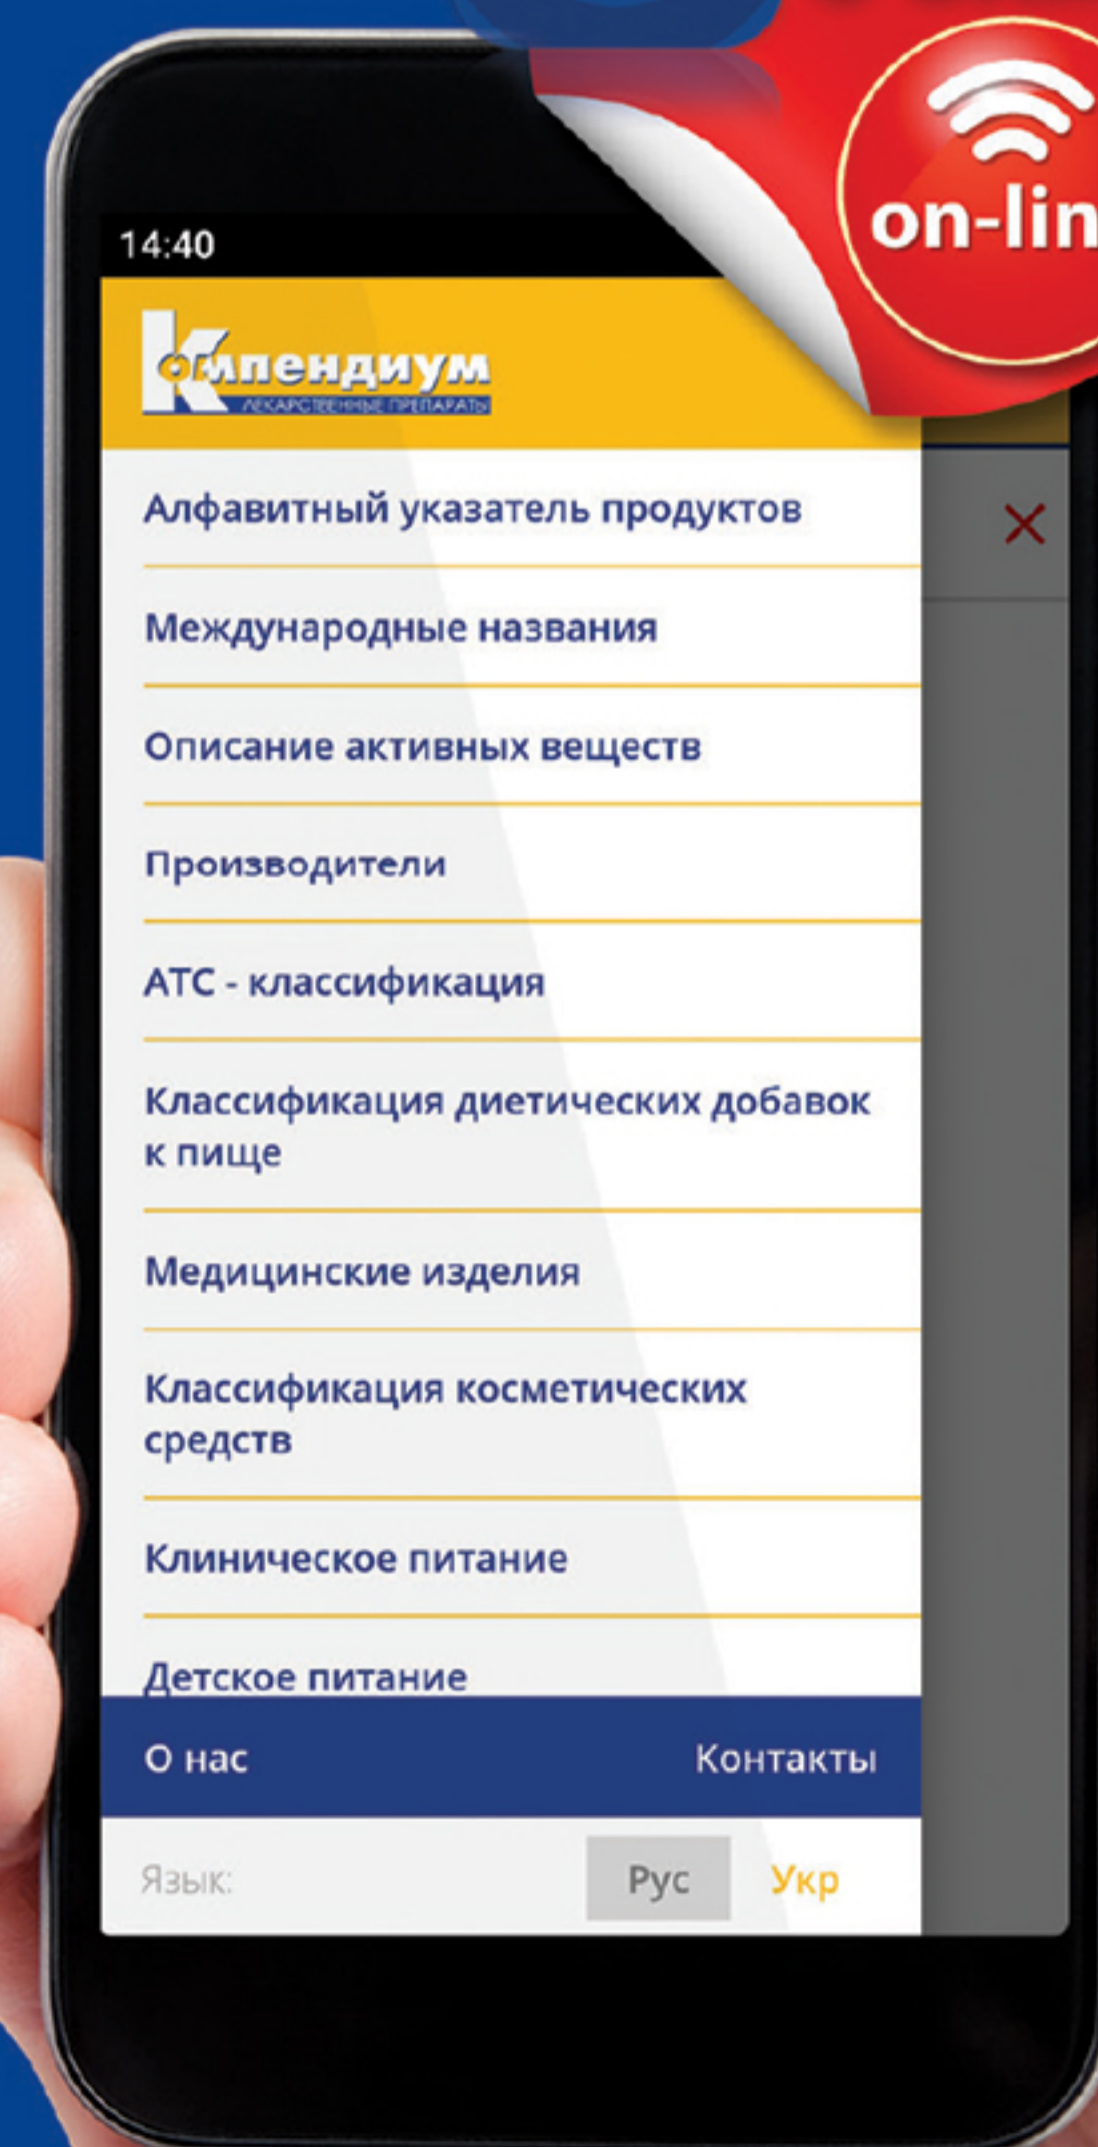 on-lin
14:40
Компендиум
ЛЕКАРСТВЕННЫЕ ПРЕПАРАТЫ
Алфавитный указатель продуктов
Международные названия
Описание активных веществ
Производители
АТС - классификация
Классификация диетических добавок
к пище
Медицинские изделия
Классификация косметических
средств
Клиническое питание
Детское питание
О нас
Контакты
Язык:
Рус
Укр